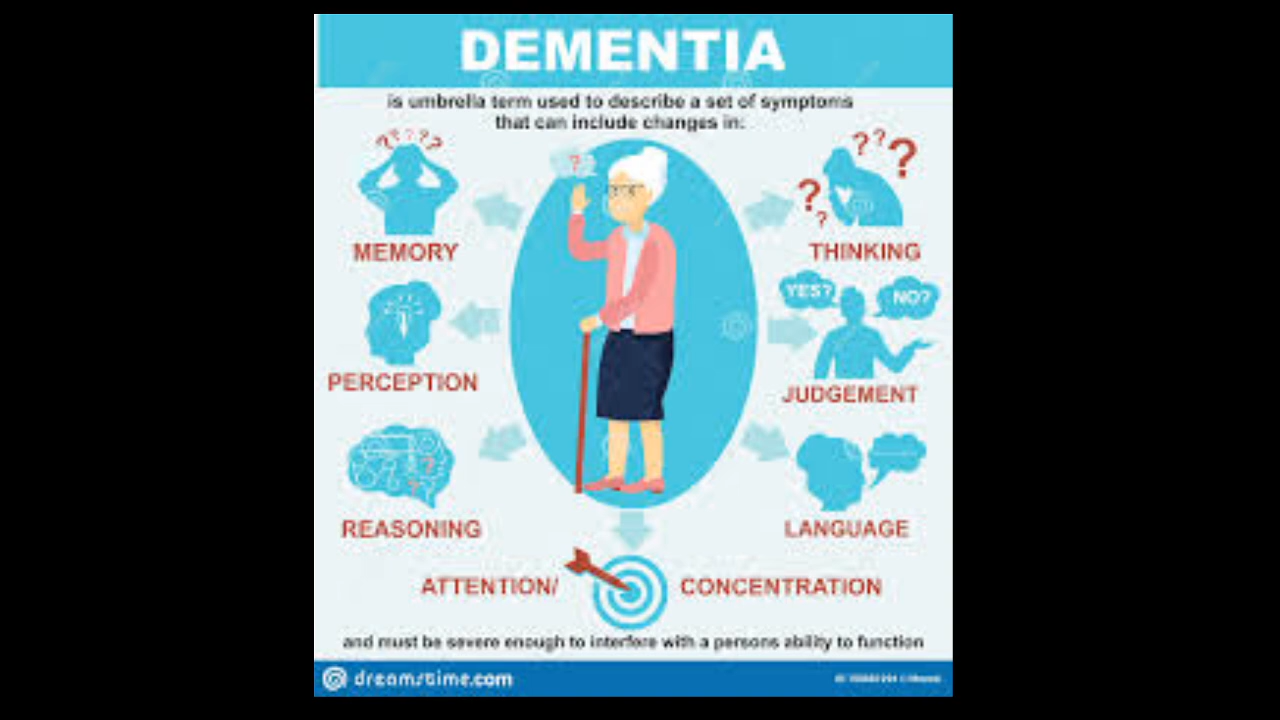 DEMENTIA
is umbrella term used to describe a set of symptoms
that can include changes in:
? ? ? ? ?
?
? ? ?
? ?
MEMORY
THINKING
YES?
NO?
PERCEPTION
JUDGEMENT
?
?
REASONING
LANGUAGE
ATTENTION/ CONCENTRATION
and must be severe enough to interfere with a persons ability to function
dreamstime.com